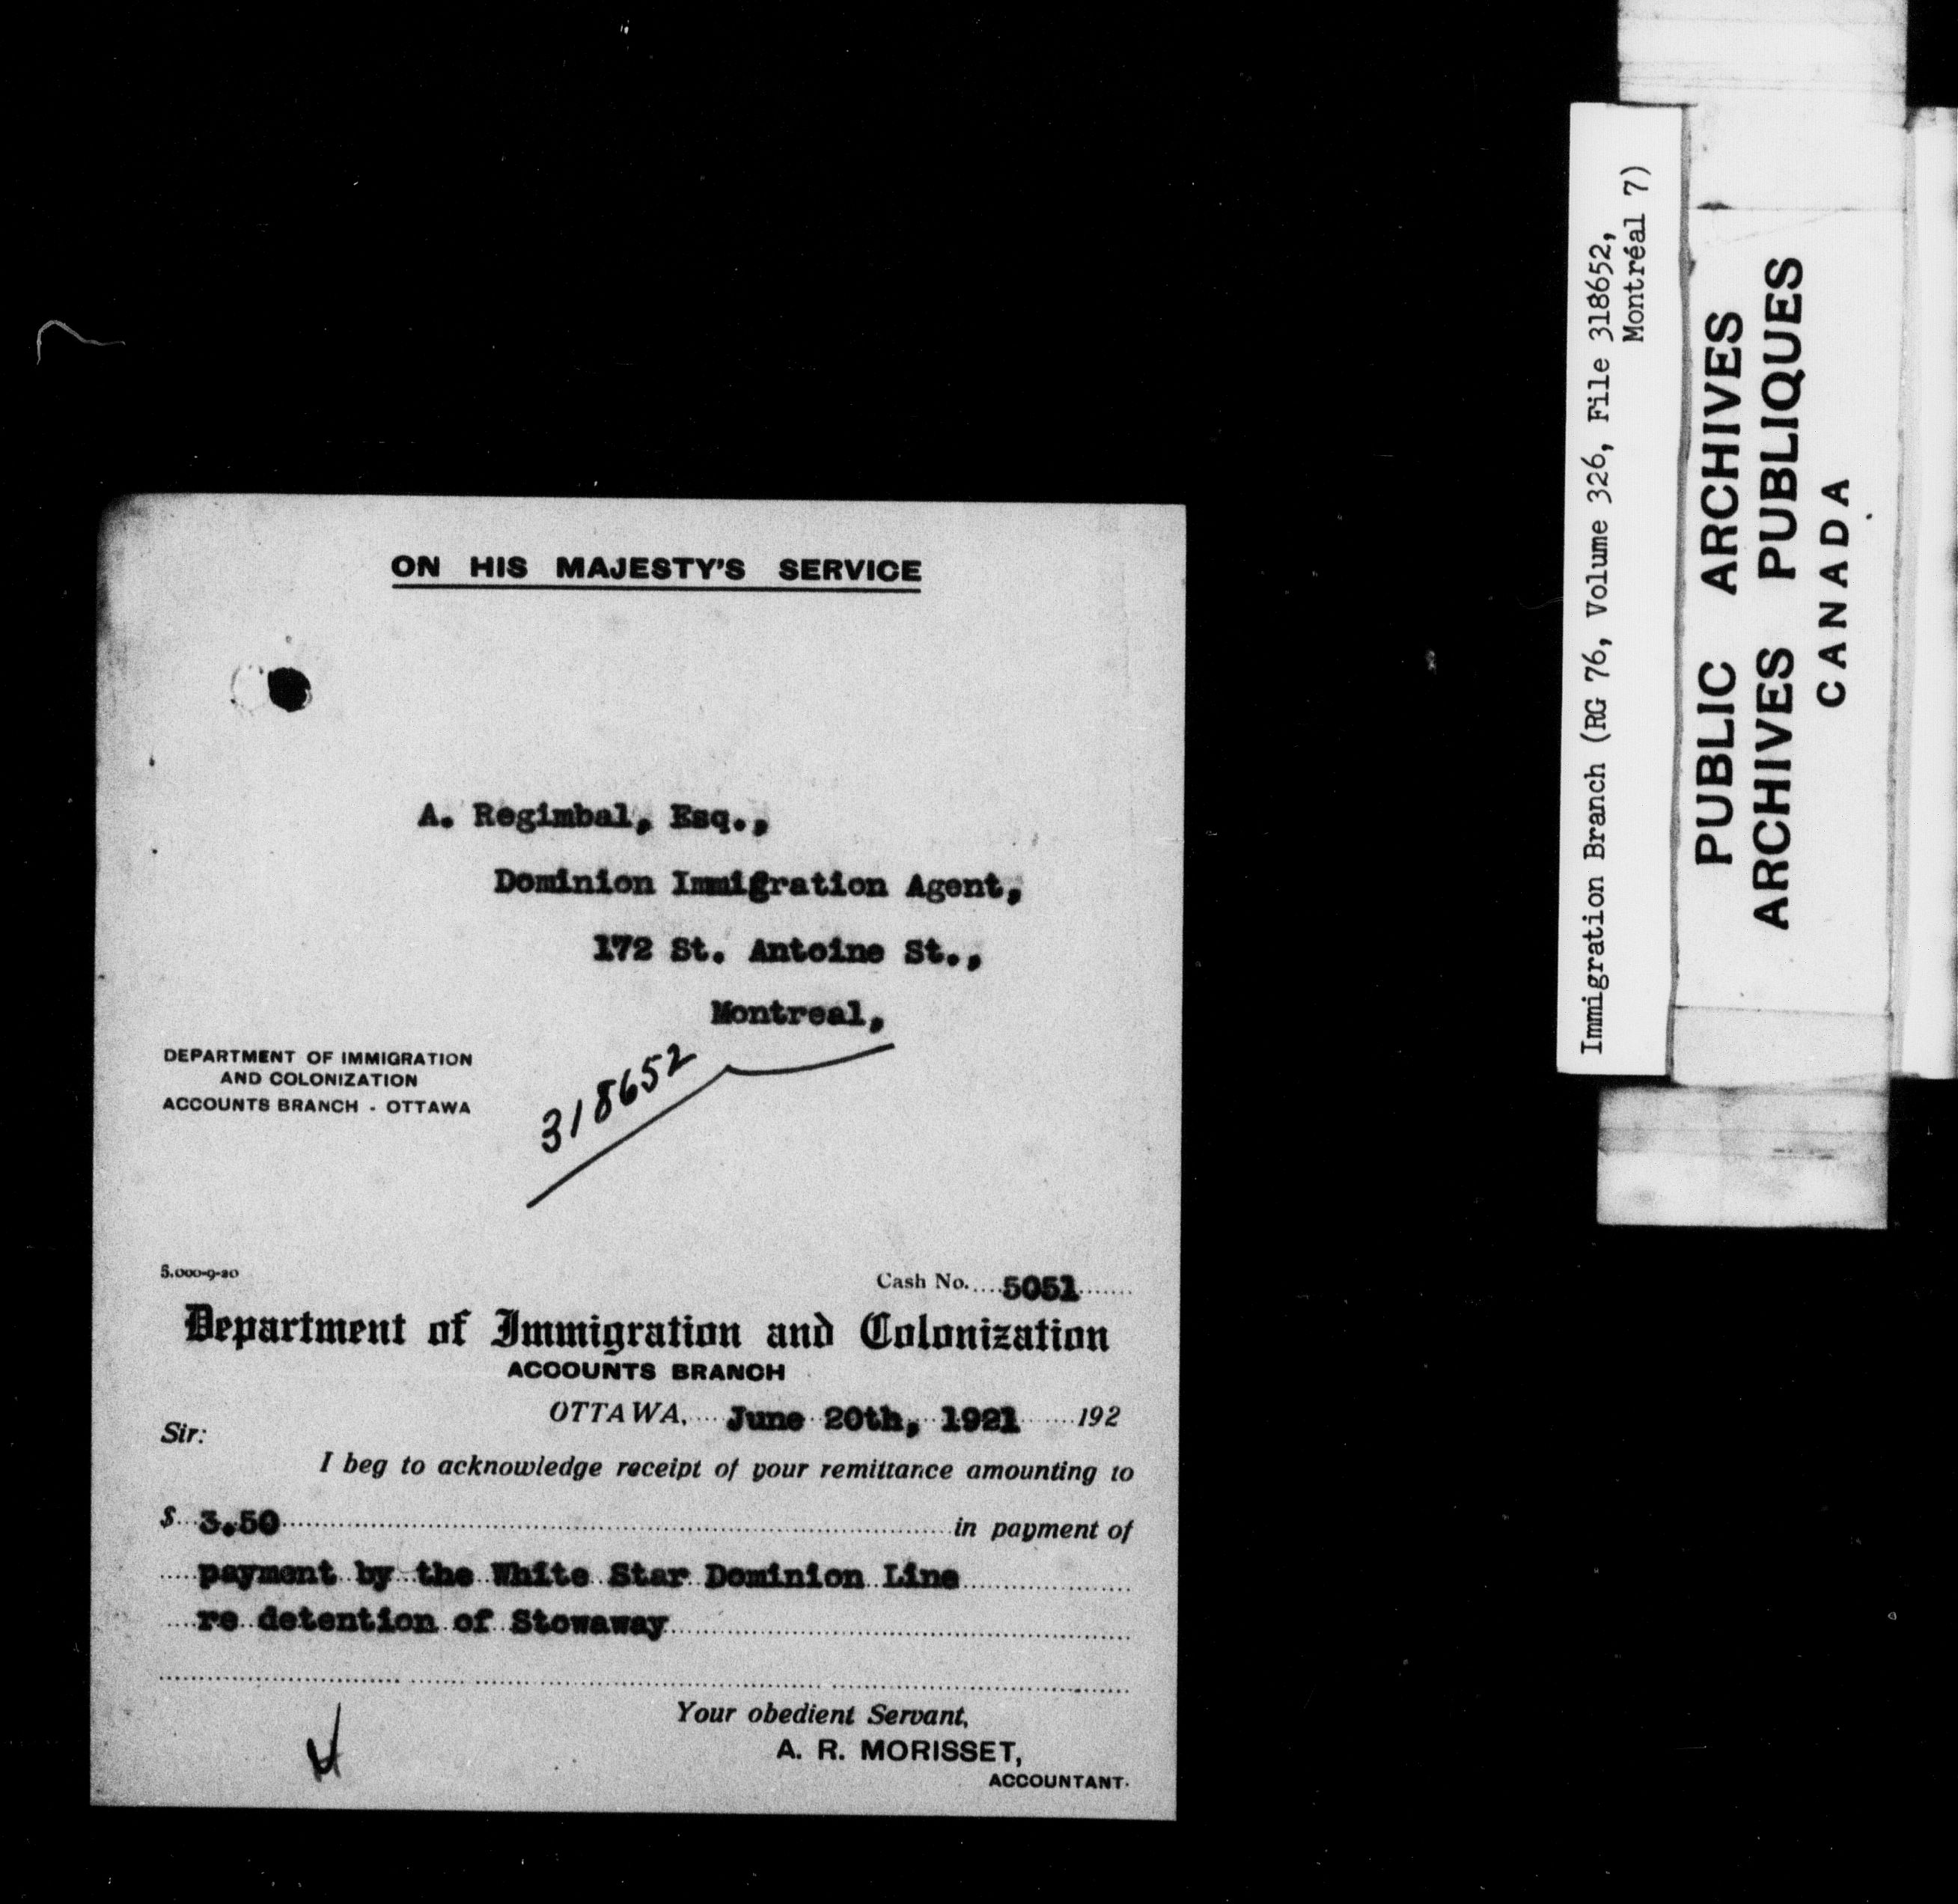 ON HIS MAJESTY'S SERVICE
A. Regimbal, Esq.,
Dominion Immigration Agent,
172 St. Antoine St.,
Montreal,
DEPARTMENT OF IMMIGRATION
AND COLONIZATION
ACCOUNTS BRANCH - OTTAWA
318652
5.000-9-20
Cash No. 5051
Department of Immigration and Colonization
ACCOUNTS BRANCH
OTTAWA, June 20th, 1921 192
Sir:
I beg to acknowledge receipt of your remittance amounting to
$ 3.50 in payment of
payment by the White Star Dominion Line
re detention of Stowaway
Your obedient Servant,
A. R. MORISSET,
ACCOUNTANT.
Immigration Branch (RG 76, Volume 326, File 318652,
Montréal 7)
PUBLIC ARCHIVES
ARCHIVES PUBLIQUES
CANADA